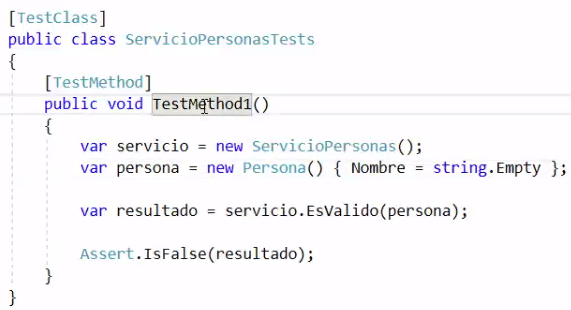 [TestClass]
public class ServicioPersonasTests
{
[TestMethod]
public void TestMethod1()
{
var servicio = new ServicioPersonas();
var persona = new Persona() { Nombre = string.Empty };
var resultado = servicio.EsValido(persona);
Assert.IsFalse(resultado);
}
}